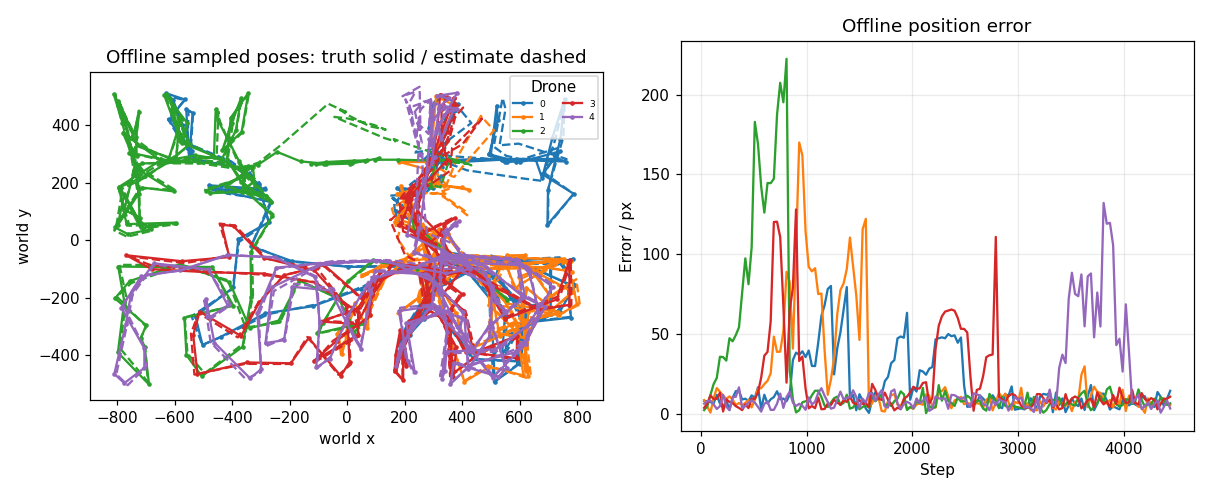 Offline sampled poses: truth solid / estimate dashed
Drone
0 3
1 4
2
400
200
0
−200
−400
world y
−800 −600 −400 −200 0 200 400 600 800
world x
Offline position error
200
150
100
50
0
Error / px
0 1000 2000 3000 4000
Step